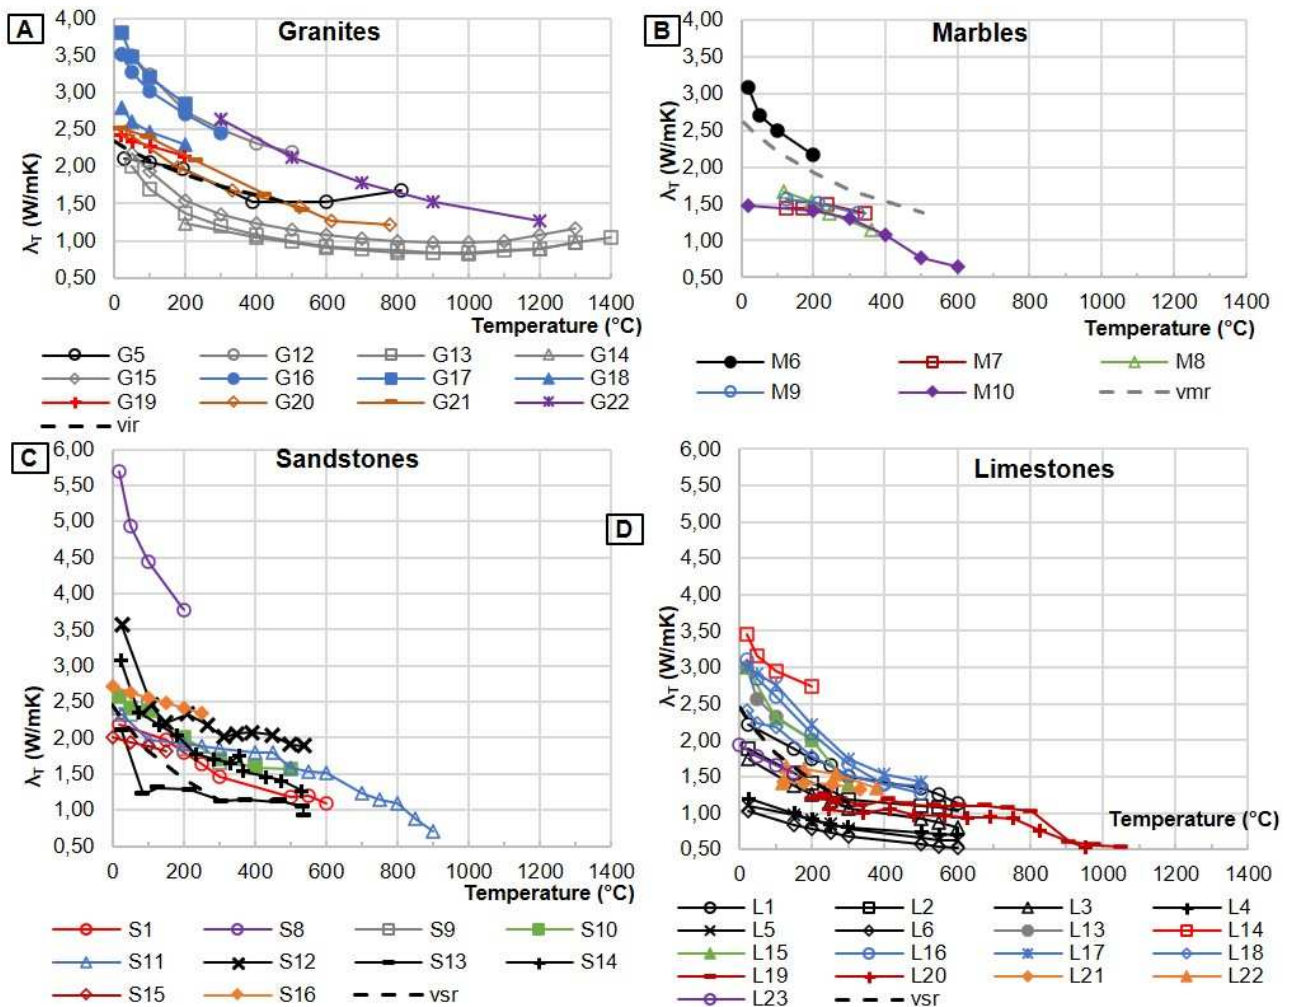 A
Granites
4,00
3,50
3,00
2,50
2,00
1,50
1,00
0,50
λT (W/mK)
0 200 400 600 800 1000 1200 1400
Temperature (°C)
G5 G12 G13 G14
G15 G16 G17 G18
G19 G20 G21 G22
vir
B
Marbles
4,00
3,50
3,00
2,50
2,00
1,50
1,00
0,50
λT (W/mK)
0 200 400 600 800 1000 1200 1400
Temperature (°C)
M6 M7 M8
M9 M10 vmr
C
Sandstones
6,00
5,50
5,00
4,50
4,00
3,50
3,00
2,50
2,00
1,50
1,00
0,50
λT (W/mK)
0 200 400 600 800 1000 1200 1400
Temperature (°C)
S1 S8 S9 S10
S11 S12 S13 S14
S15 S16 vsr
D
Limestones
6,00
5,50
5,00
4,50
4,00
3,50
3,00
2,50
2,00
1,50
1,00
0,50
λT (W/mK)
Temperature (°C)
0 200 400 600 800 1000 1200 1400
L1 L2 L3 L4
L5 L6 L13 L14
L15 L16 L17 L18
L19 L20 L21 L22
L23 vsr